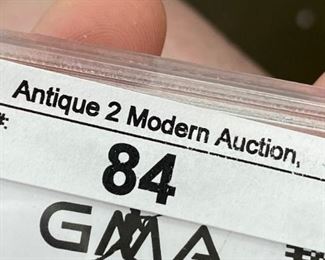 Antique 2 Modern Auction,
#:
84
GMA